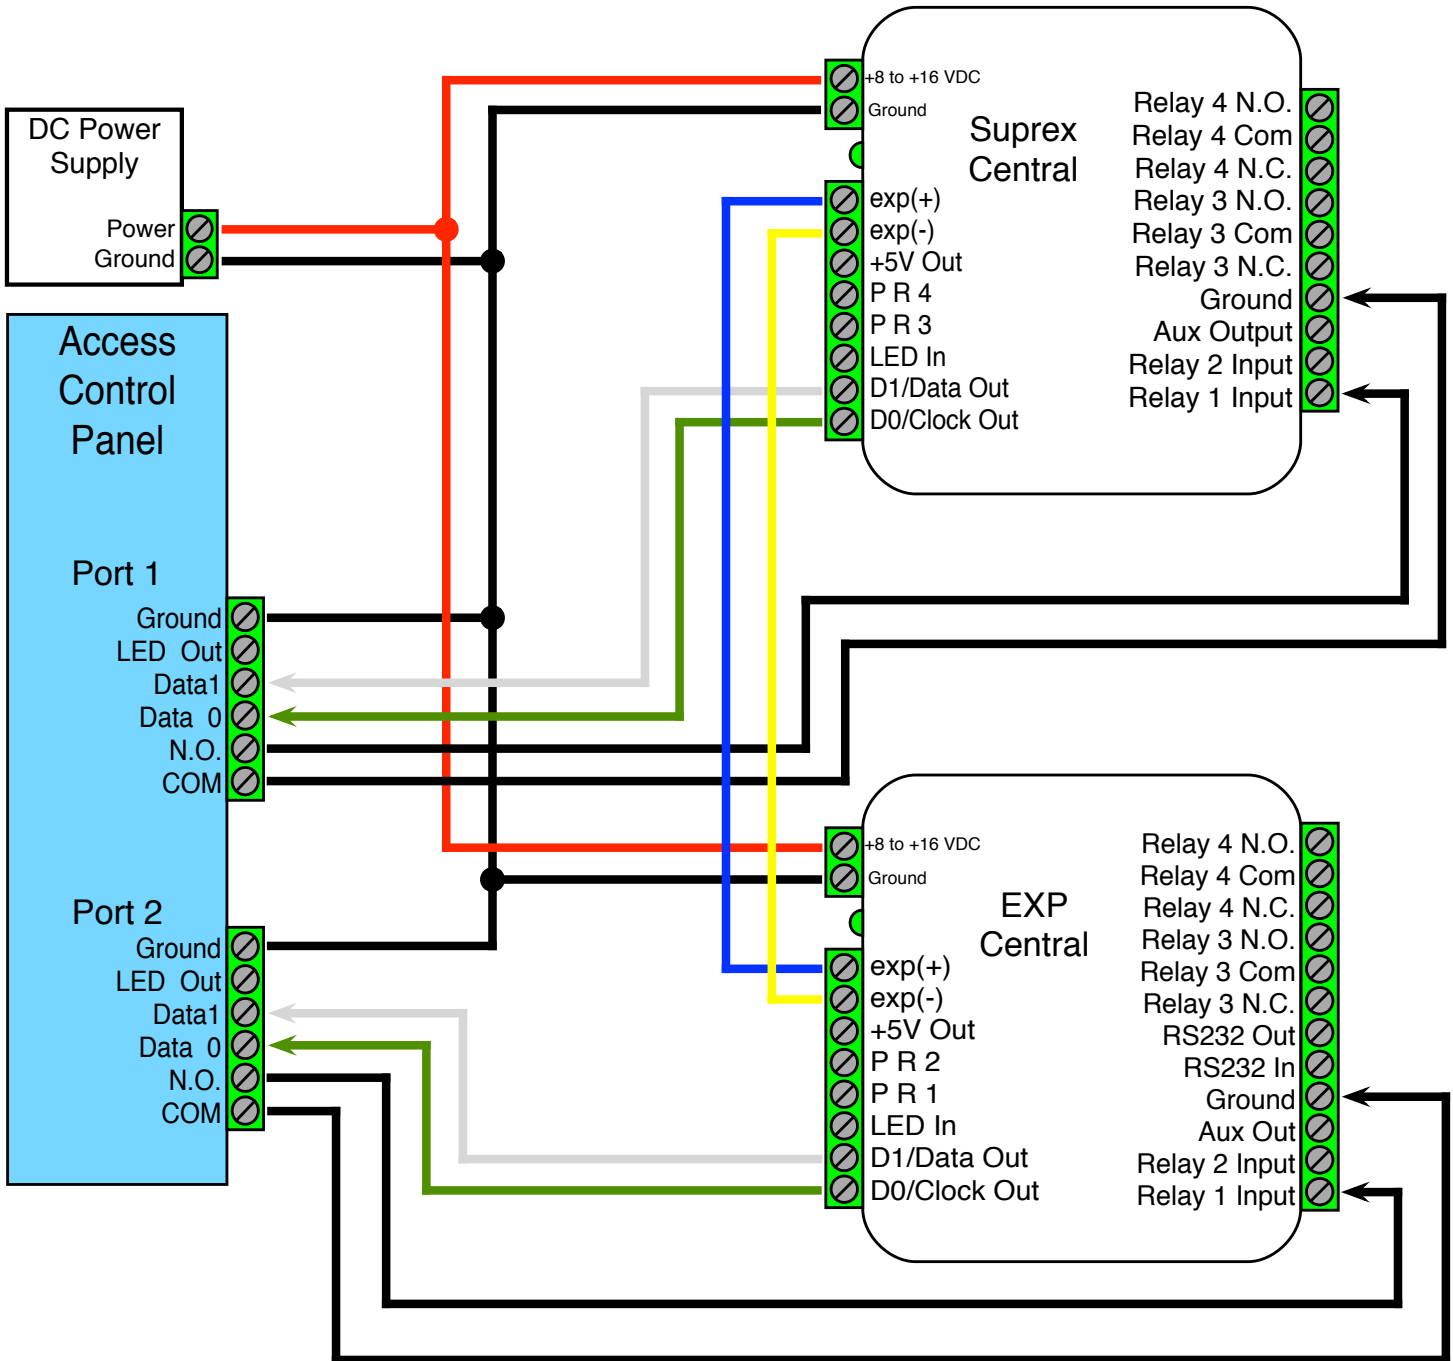 DC Power
Supply
Power
Ground
Access
Control
Panel
Port 1
Ground
LED Out
Data1
Data 0
N.O.
COM
Port 2
Ground
LED Out
Data1
Data 0
N.O.
COM
+8 to +16 VDC
Ground
Suprex
Central
exp(+)
exp(-)
+5V Out
P R 4
P R 3
LED In
D1/Data Out
D0/Clock Out
Relay 4 N.O.
Relay 4 Com
Relay 4 N.C.
Relay 3 N.O.
Relay 3 Com
Relay 3 N.C.
Ground
Aux Output
Relay 2 Input
Relay 1 Input
+8 to +16 VDC
Ground
EXP
Central
exp(+)
exp(-)
+5V Out
P R 2
P R 1
LED In
D1/Data Out
D0/Clock Out
Relay 4 N.O.
Relay 4 Com
Relay 4 N.C.
Relay 3 N.O.
Relay 3 Com
Relay 3 N.C.
RS232 Out
RS232 In
Ground
Aux Out
Relay 2 Input
Relay 1 Input